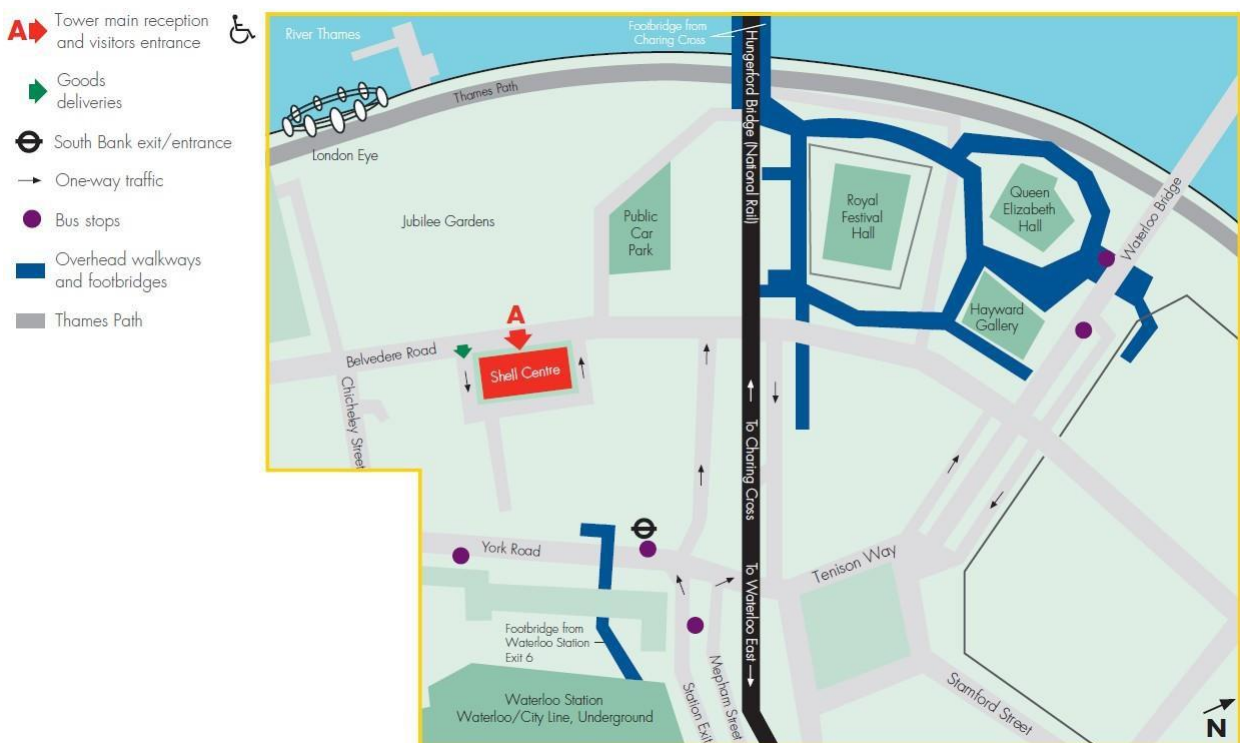 A
Tower main reception
and visitors entrance
Goods
deliveries
South Bank exit/entrance
One-way traffic
Bus stops
Overhead walkways
and footbridges
Thames Path
River Thames
Footbridge from
Charing Cross
Hungerford Bridge (National Rail)
Thames Path
London Eye
Jubilee Gardens
Public
Car
Park
Royal
Festival
Hall
Queen
Elizabeth
Hall
Waterloo Bridge
Hayward
Gallery
A
Belvedere Road
Shell Centre
Chicheley Street
To Charing Cross
York Road
Tenison Way
To Waterloo East
Footbridge from
Waterloo Station
Exit 6
Waterloo Station
Waterloo/City Line, Underground
Station Exit
Mepham Street
Stamford Street
N